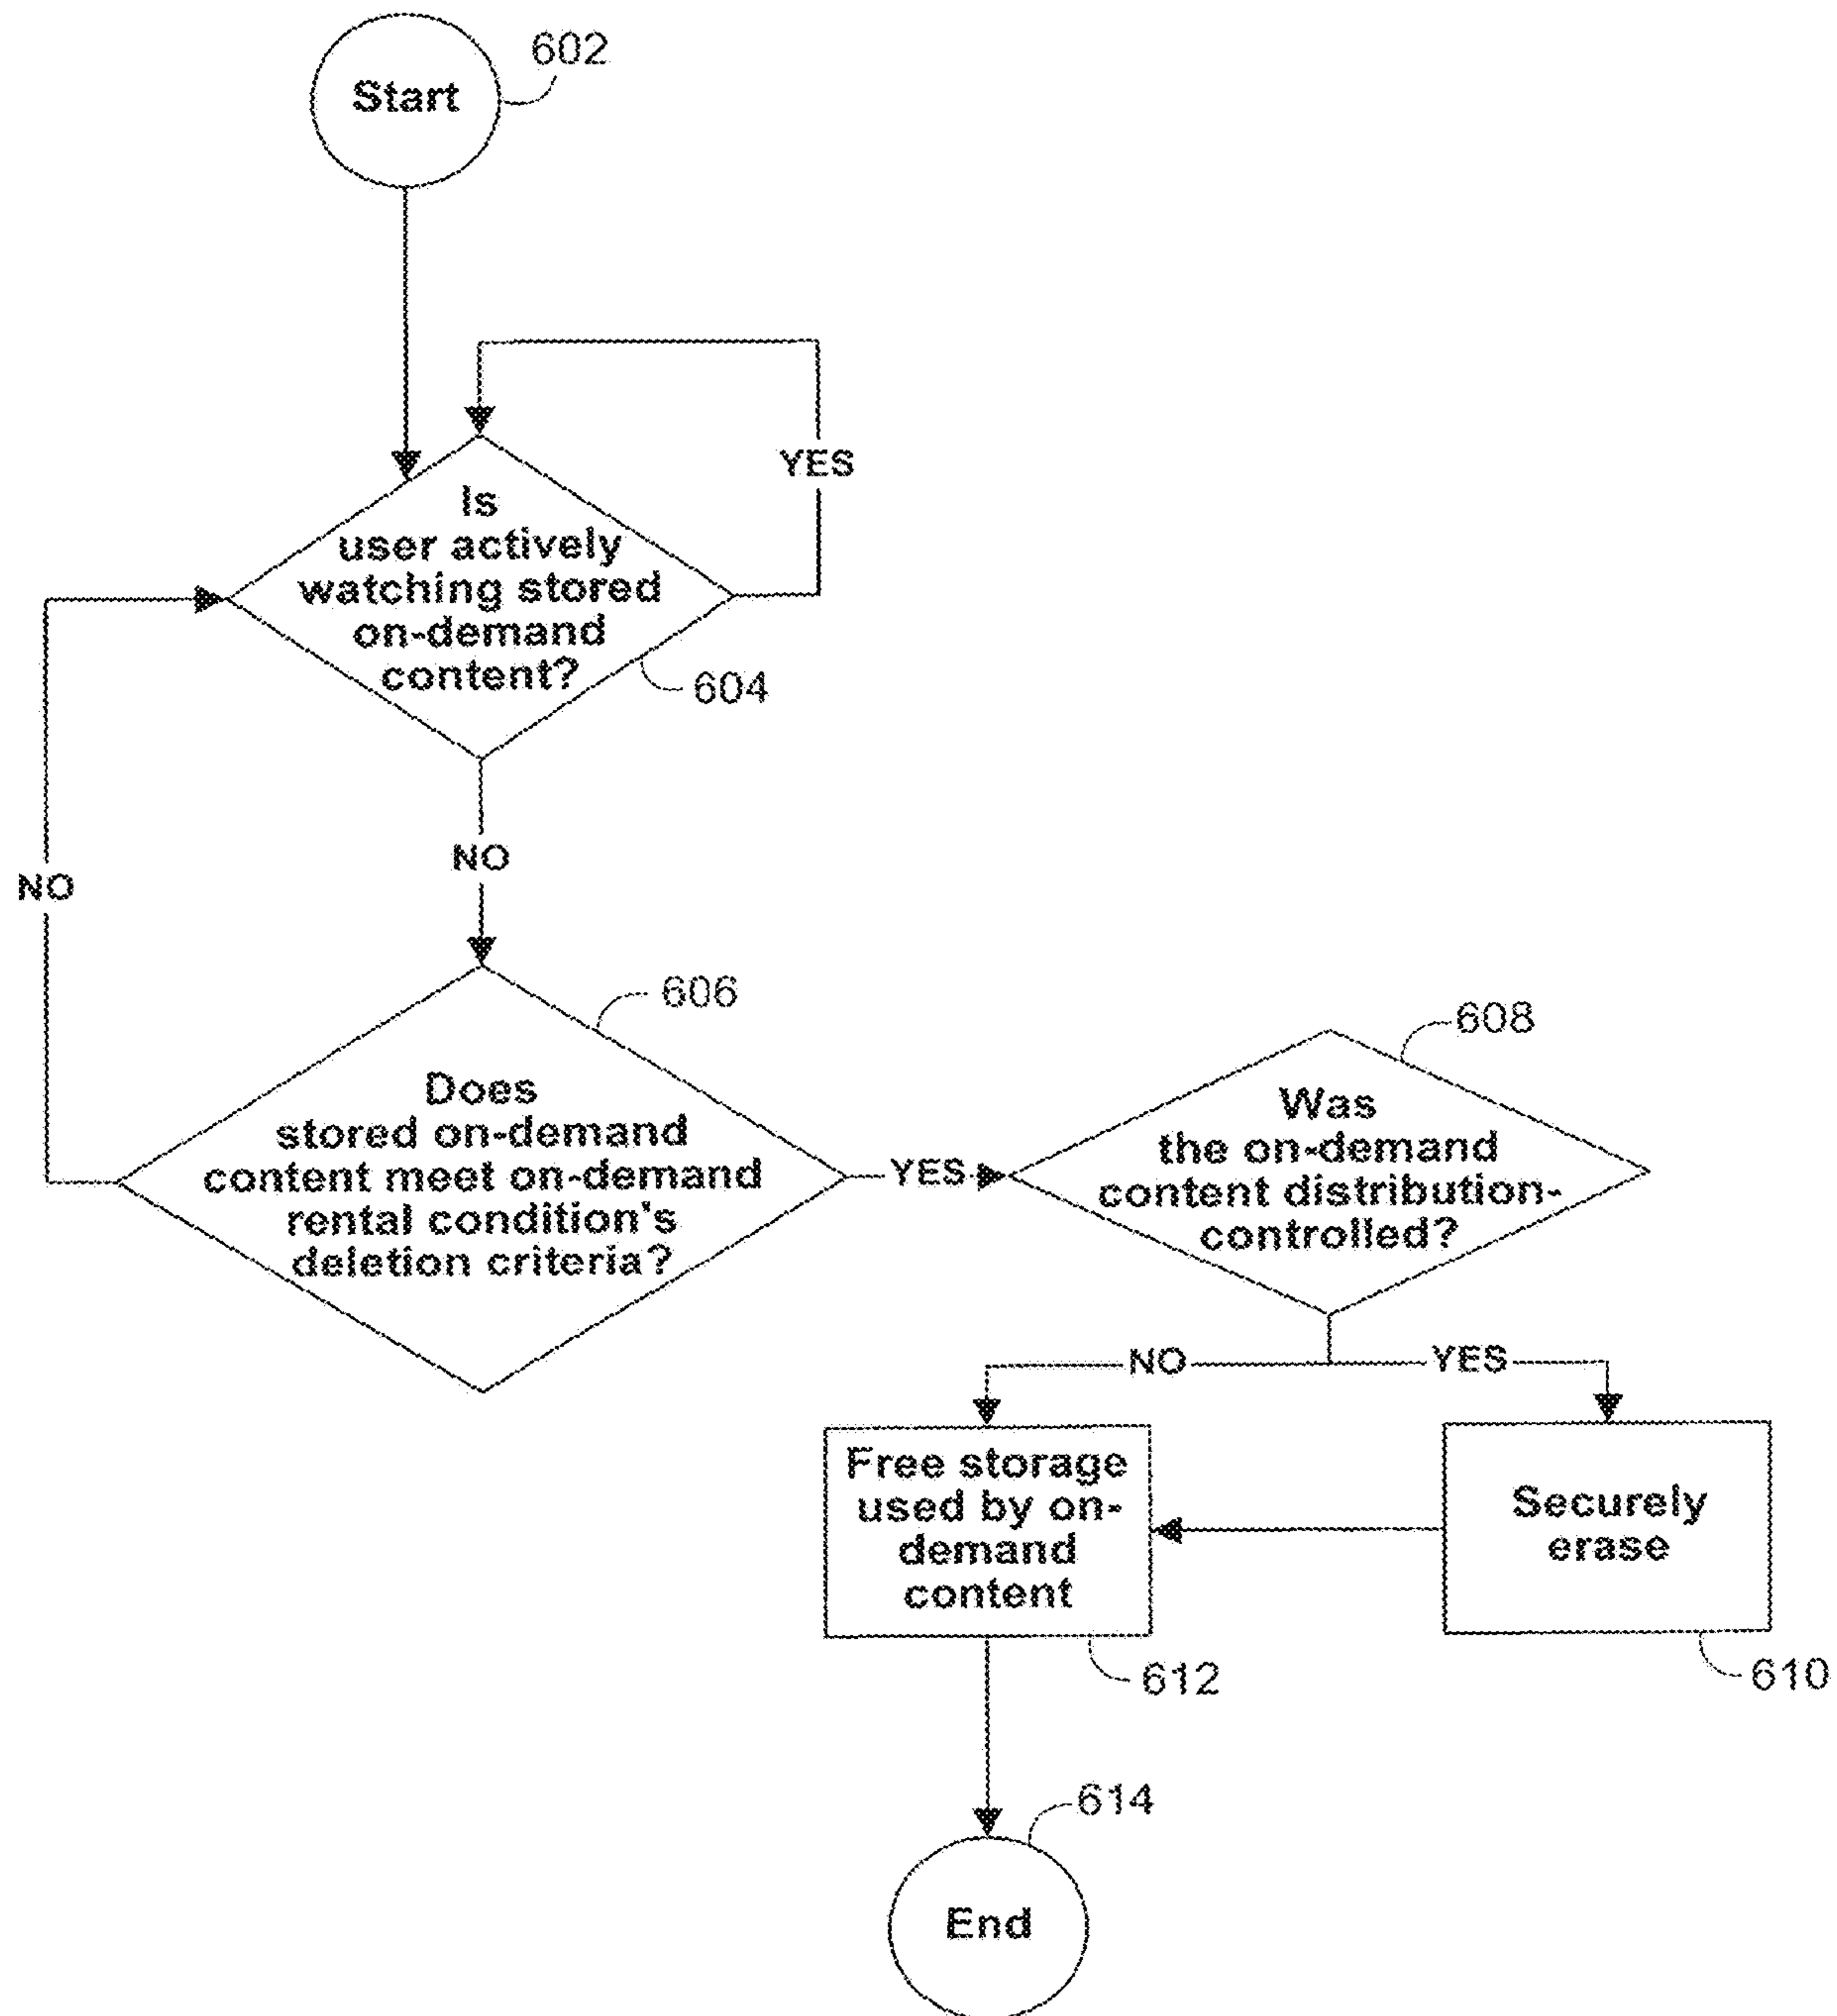 602
Start
YES
Is
user actively
watching stored
on-demand
content?
604
NO
NO
606
Does
stored on-demand
content meet on-demand
rental condition's
deletion criteria?
YES
608
Was
the on-demand
content distribution-
controlled?
NO
YES
Free storage
used by on-
demand
content
612
Securely
erase
610
614
End